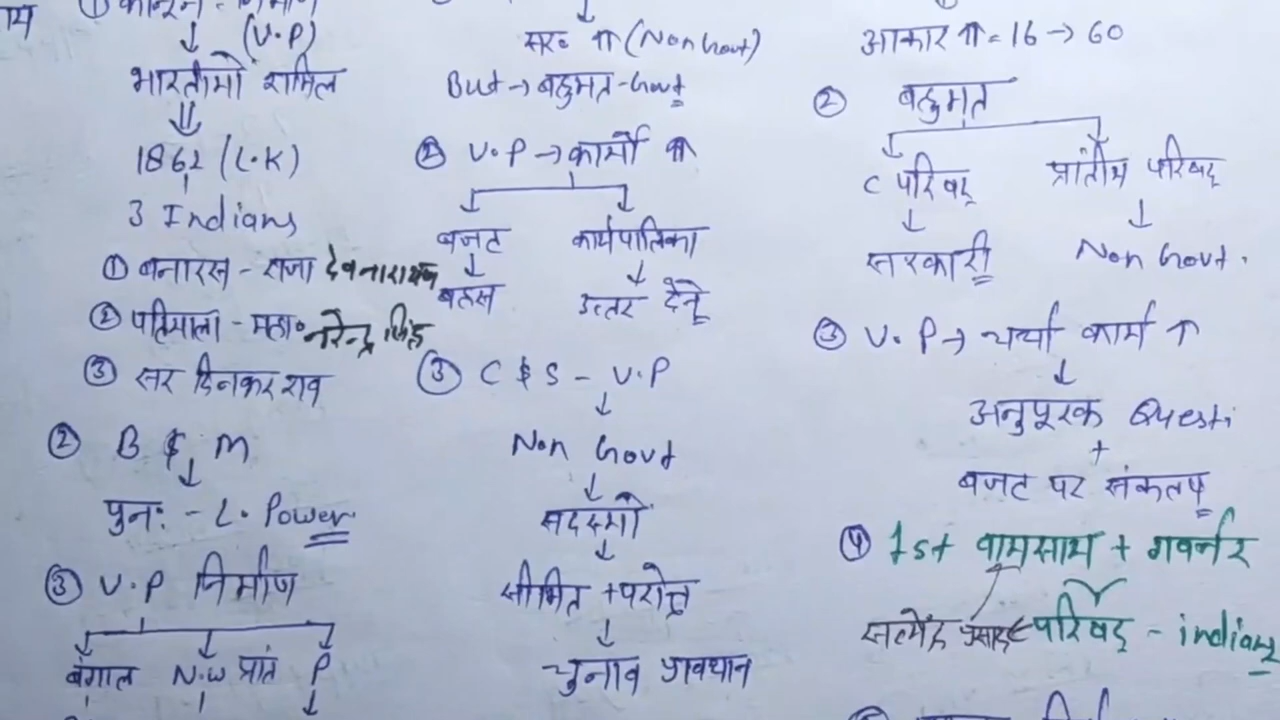 (V.P)
भारतीयों शामिल
1862 (L.K)
3 Indians
① बनारस - राजा देवनारायण
② पटियाला - महा॰ नरेन्द्र सिंह
③ सर दिनकर राव
② B & M
पुनः - L. Power
③ V.P निर्माण
बंगाल N.W प्रांत P
सद॰ ↑ (Non Govt)
But → बहुमत - Govt
② V.P → कार्यों ↑
बजट कार्यपालिका
↓ ↓
बहस उत्तर देने
③ C & S - V.P
↓
Non Govt
↓
सदस्यों
↓
सीमित + परोक्ष
↓
चुनाव प्रावधान
आकार ↑ = 16 → 60
② बहुमत
C परिषद् प्रांतीय परिषद्
↓ ↓
सरकारी Non Govt.
③ V.P → चर्चा कार्य ↑
↓
अनुपूरक Questi
+
बजट पर संकल्प
④ 1st वायसराय + गवर्नर
सत्येंद्र प्रसाद परिषद् - indians